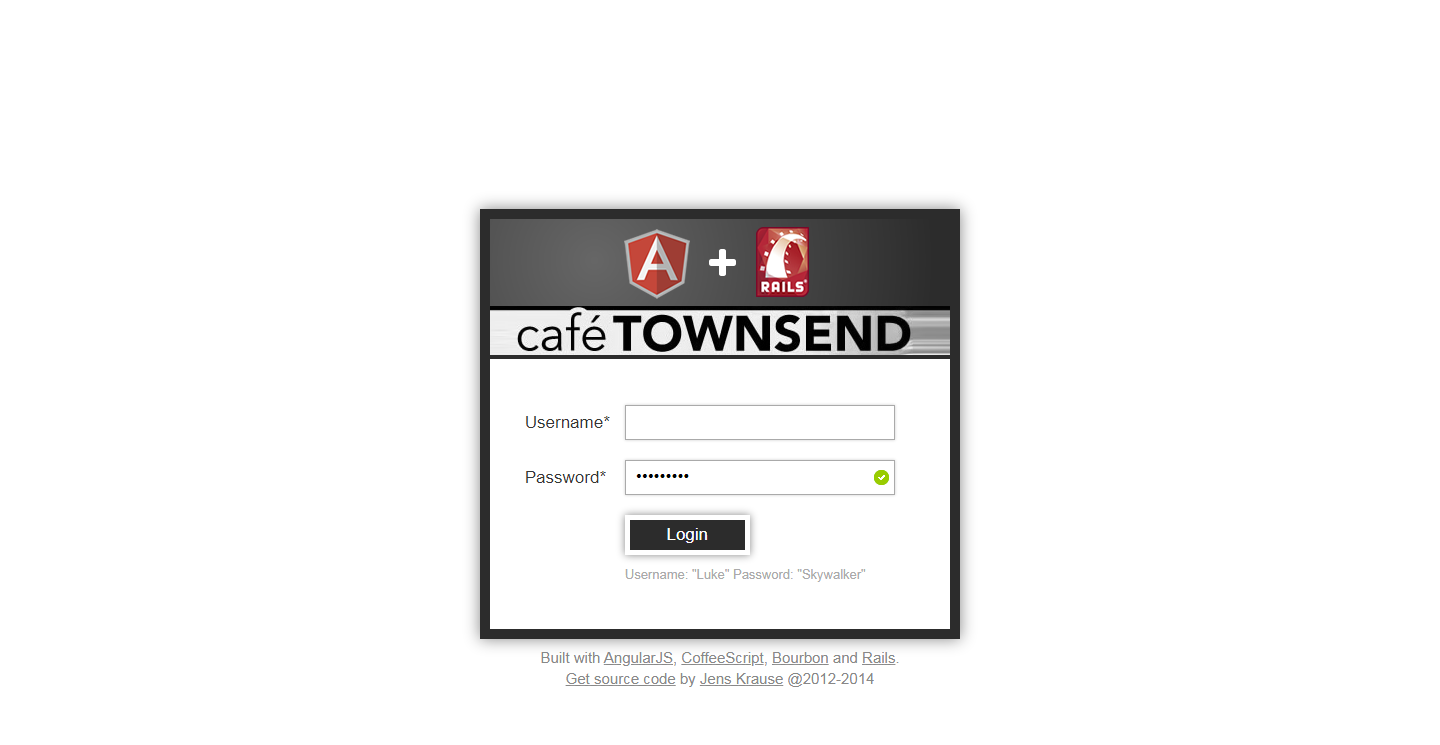 RAILS
café TOWNSEND
Username*
Password* •••••••••
Login
Username: "Luke" Password: "Skywalker"
Built with AngularJS, CoffeeScript, Bourbon and Rails.
Get source code by Jens Krause @2012-2014